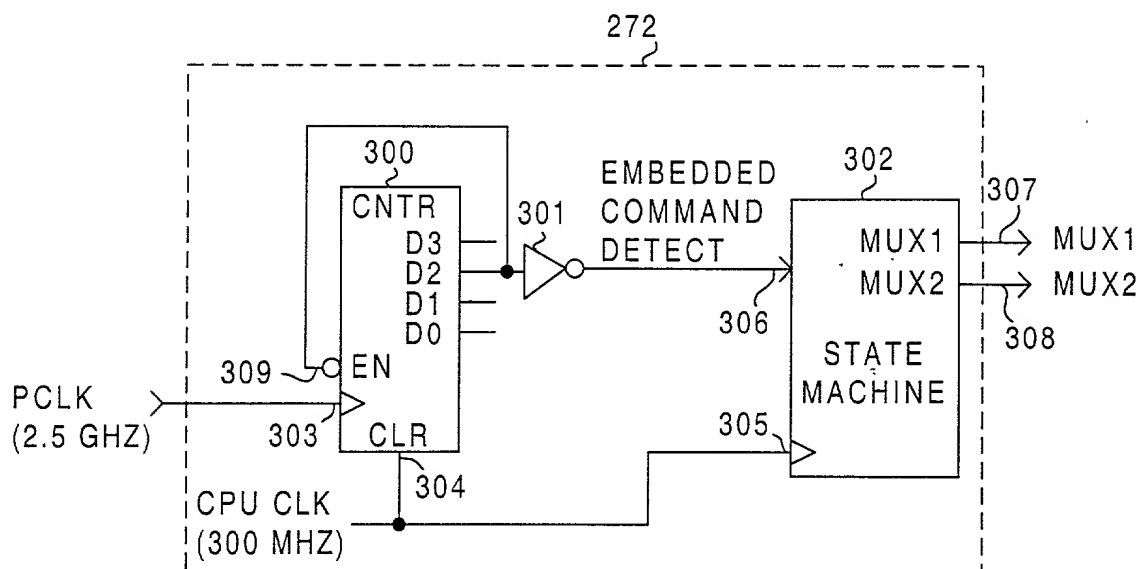 272
300
CNTR
D3
D2
D1
D0
301
EMBEDDED
COMMAND
DETECT
302
307
MUX1
MUX1
MUX2
MUX2
306
308
STATE
MACHINE
309
EN
PCLK
(2.5 GHZ)
303
CLR
304
305
CPU CLK
(300 MHZ)